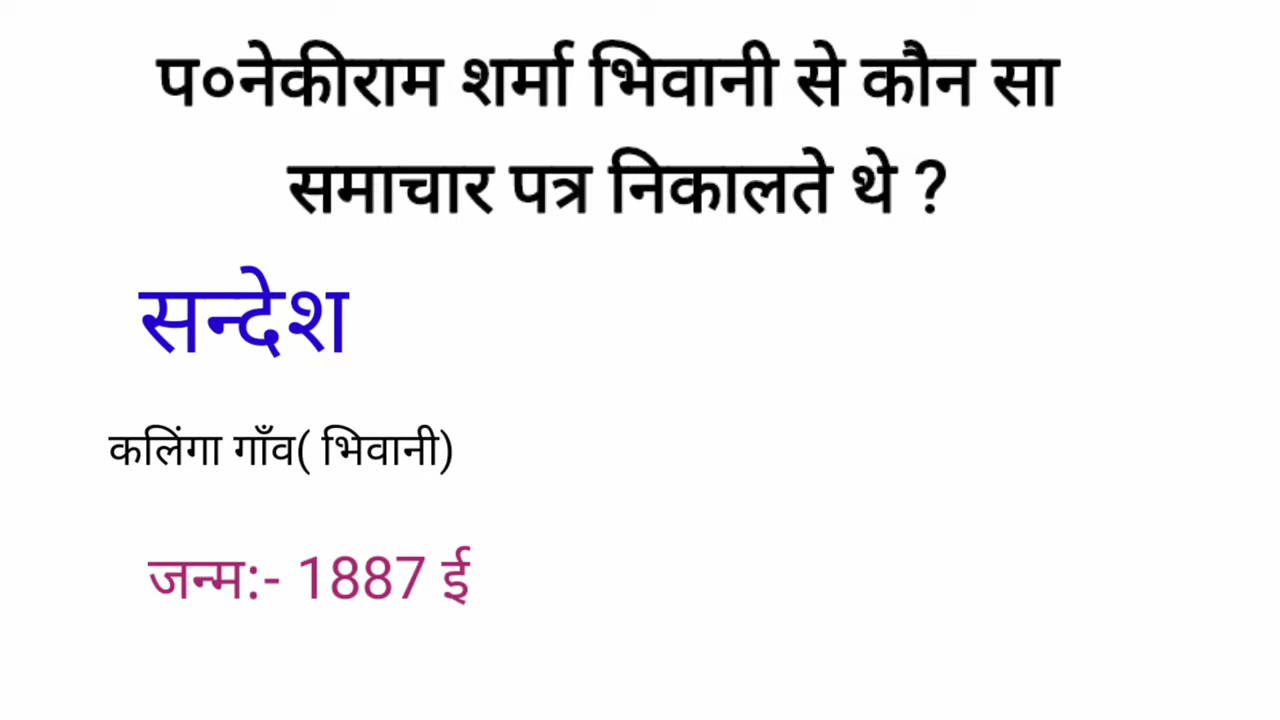 प०नेकीराम शर्मा भिवानी से कौन सा
समाचार पत्र निकालते थे ?
सन्देश
कलिंगा गाँव( भिवानी)
जन्म:- 1887 ई